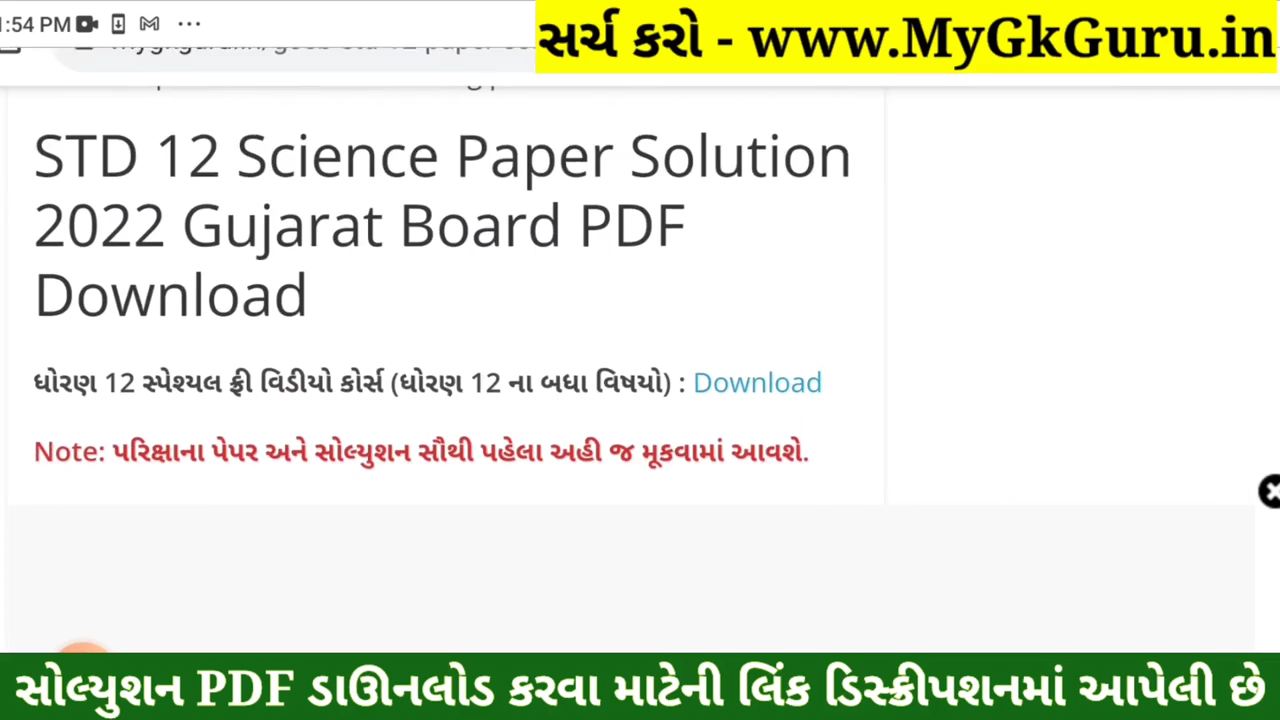 1:54 PM
સર્ચ કરો - www.MyGkGuru.in
STD 12 Science Paper Solution
2022 Gujarat Board PDF
Download
ધોરણ 12 સ્પેશ્યલ ફ્રી વિડીયો કોર્સ (ધોરણ 12 ના બધા વિષયો) : Download
Note: પરિક્ષાના પેપર અને સોલ્યુશન સૌથી પહેલા અહી જ મૂકવામાં આવશે.
સોલ્યુશન PDF ડાઊનલોડ કરવા માટેની લિંક ડિસ્ક્રીપશનમાં આપેલી છે